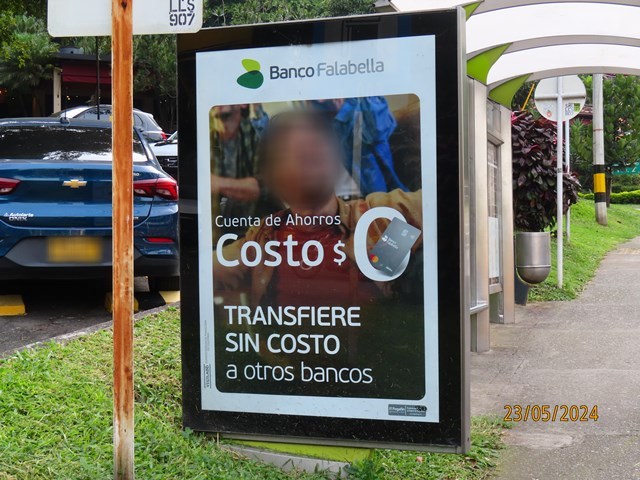 LLS
907
Banco Falabella
Cuenta de Ahorros
Costo $0
TRANSFIERE
SIN COSTO
a otros bancos
23/05/2024